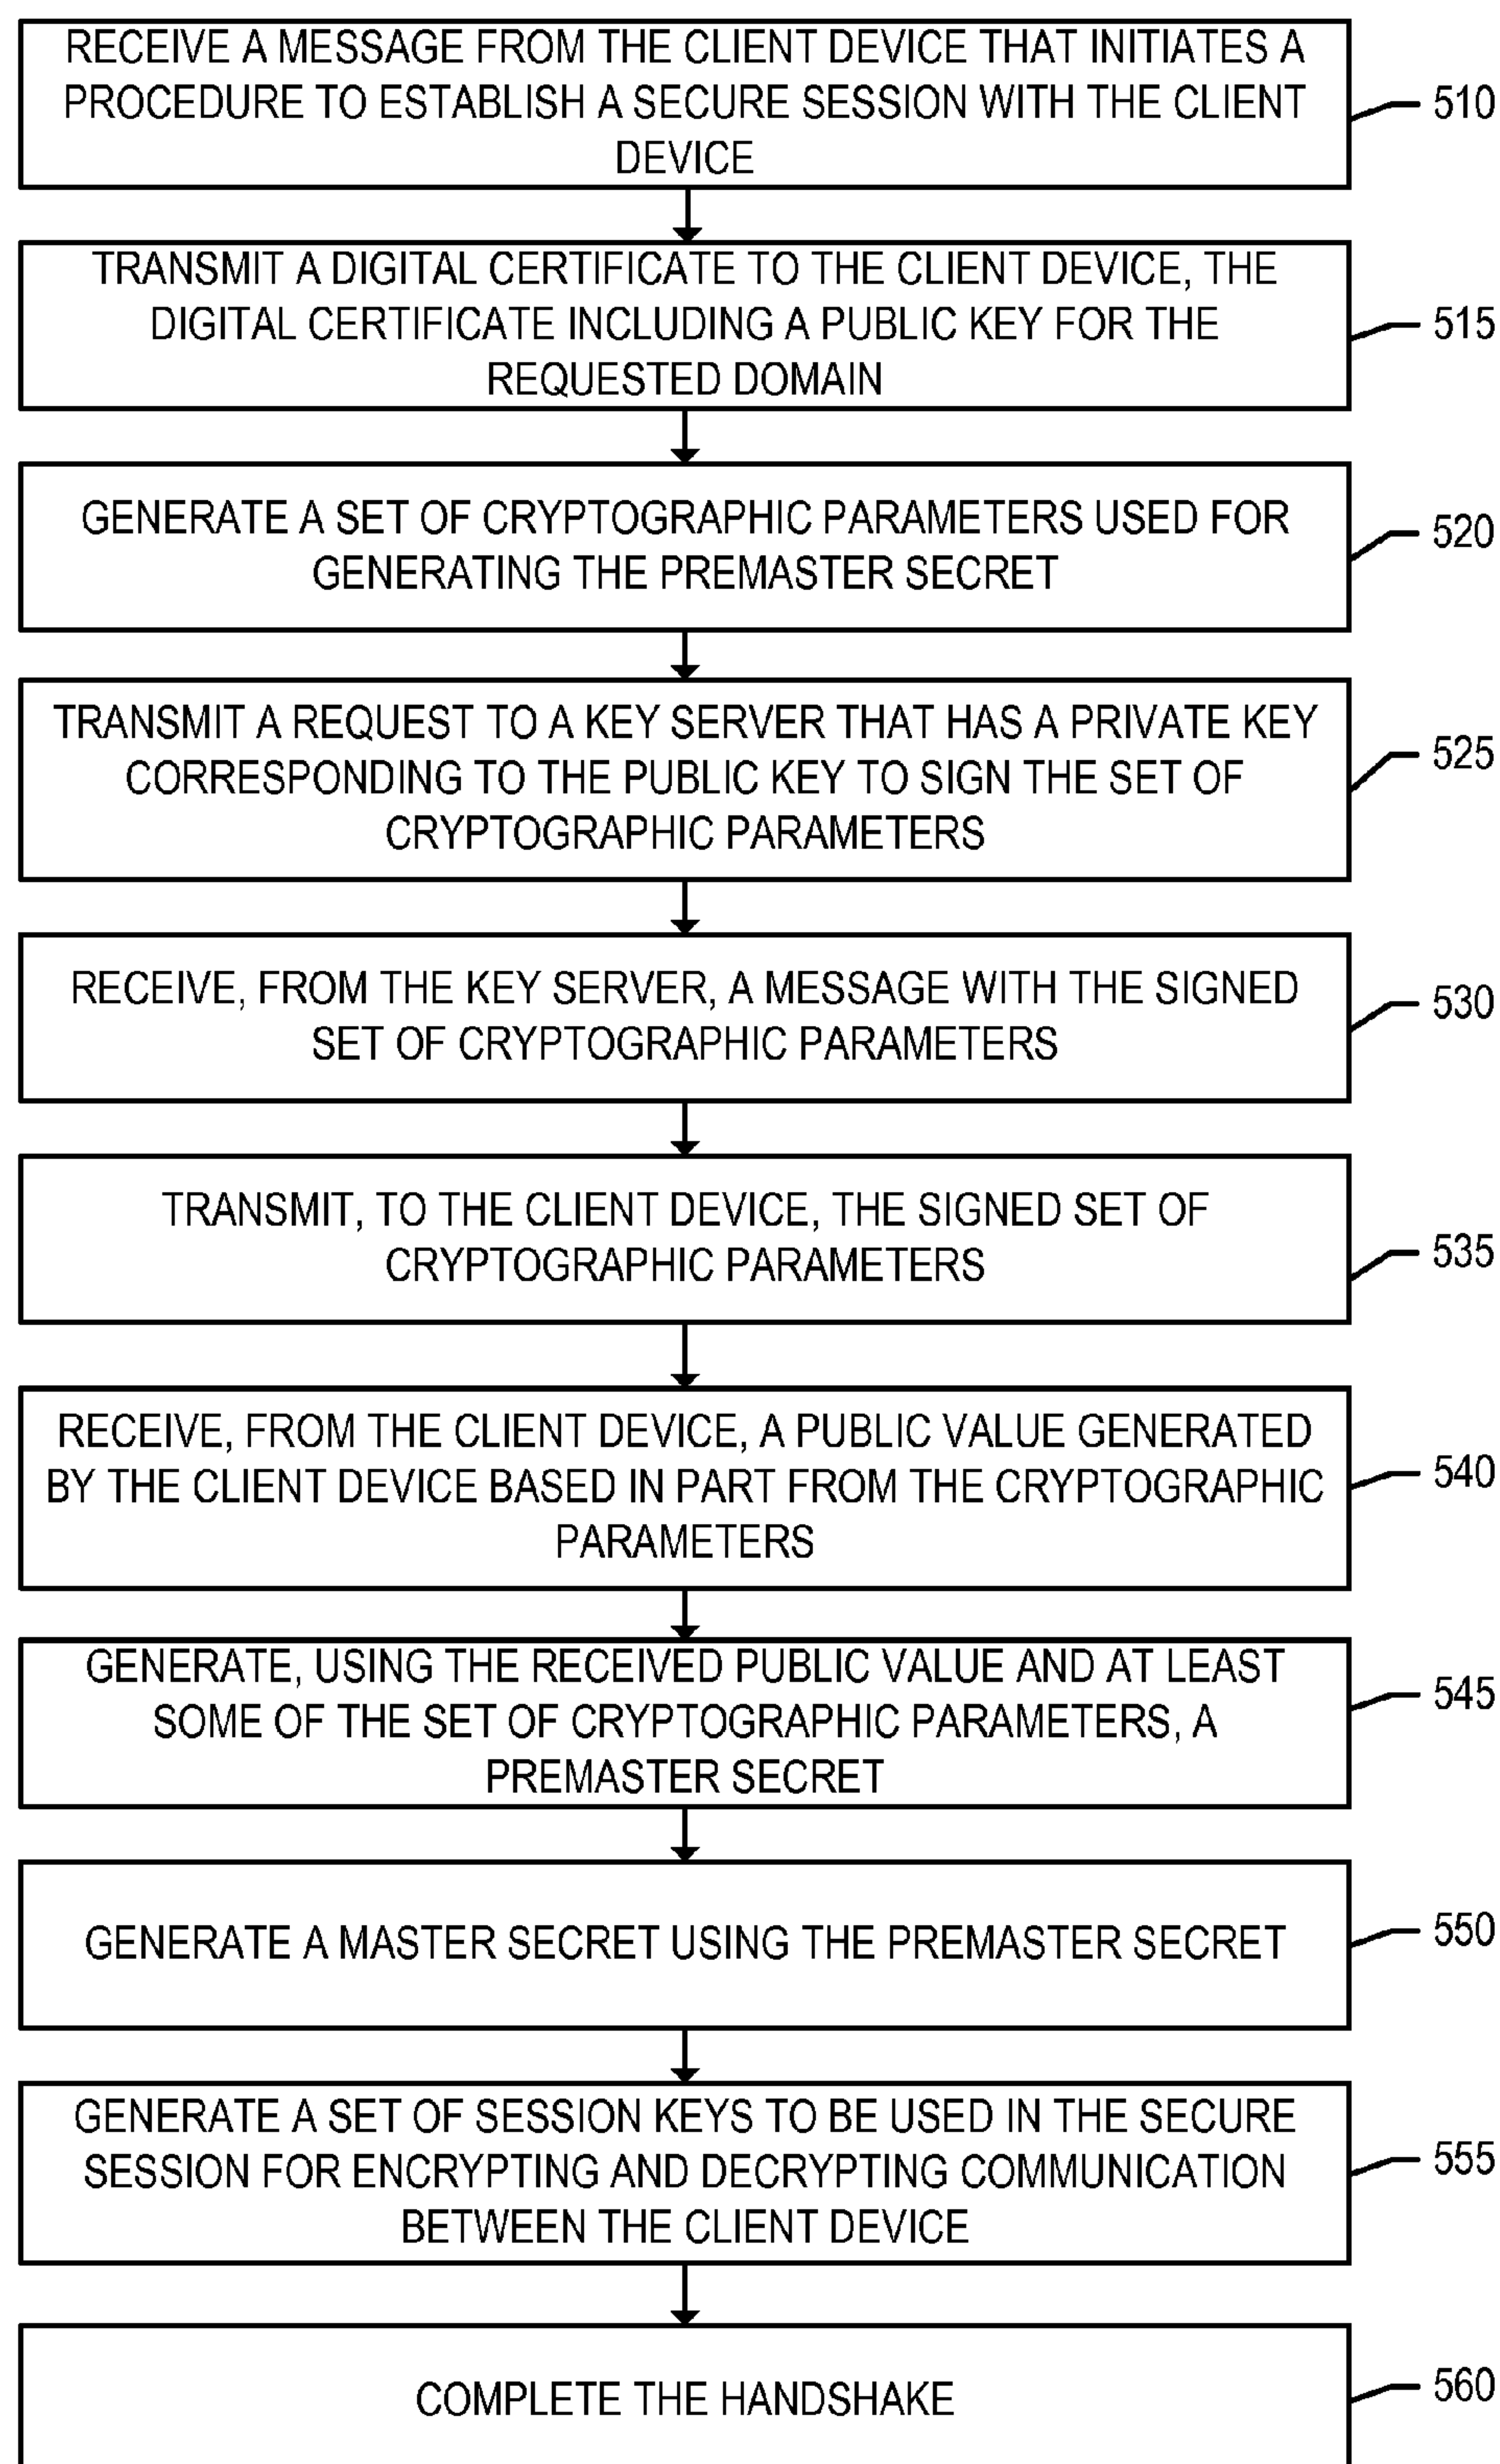 RECEIVE A MESSAGE FROM THE CLIENT DEVICE THAT INITIATES A
PROCEDURE TO ESTABLISH A SECURE SESSION WITH THE CLIENT
DEVICE
510
TRANSMIT A DIGITAL CERTIFICATE TO THE CLIENT DEVICE, THE
DIGITAL CERTIFICATE INCLUDING A PUBLIC KEY FOR THE
REQUESTED DOMAIN
515
GENERATE A SET OF CRYPTOGRAPHIC PARAMETERS USED FOR
GENERATING THE PREMASTER SECRET
520
TRANSMIT A REQUEST TO A KEY SERVER THAT HAS A PRIVATE KEY
CORRESPONDING TO THE PUBLIC KEY TO SIGN THE SET OF
CRYPTOGRAPHIC PARAMETERS
525
RECEIVE, FROM THE KEY SERVER, A MESSAGE WITH THE SIGNED
SET OF CRYPTOGRAPHIC PARAMETERS
530
TRANSMIT, TO THE CLIENT DEVICE, THE SIGNED SET OF
CRYPTOGRAPHIC PARAMETERS
535
RECEIVE, FROM THE CLIENT DEVICE, A PUBLIC VALUE GENERATED
BY THE CLIENT DEVICE BASED IN PART FROM THE CRYPTOGRAPHIC
PARAMETERS
540
GENERATE, USING THE RECEIVED PUBLIC VALUE AND AT LEAST
SOME OF THE SET OF CRYPTOGRAPHIC PARAMETERS, A
PREMASTER SECRET
545
GENERATE A MASTER SECRET USING THE PREMASTER SECRET
550
GENERATE A SET OF SESSION KEYS TO BE USED IN THE SECURE
SESSION FOR ENCRYPTING AND DECRYPTING COMMUNICATION
BETWEEN THE CLIENT DEVICE
555
COMPLETE THE HANDSHAKE
560